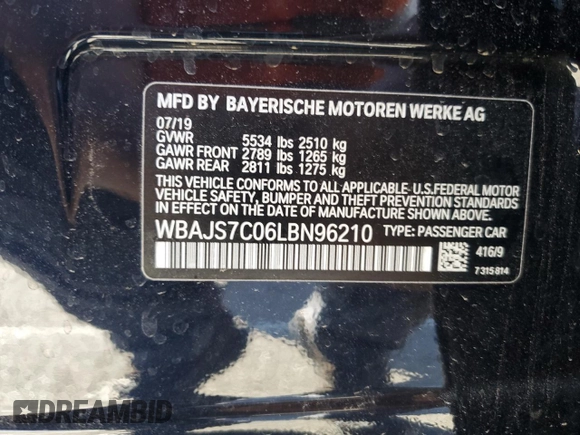 MFD BY BAYERISCHE MOTOREN WERKE AG
07/19
GVWR 5534 lbs 2510 kg
GAWR FRONT 2789 lbs 1265 kg
GAWR REAR 2811 lbs 1275 kg
THIS VEHICLE CONFORMS TO ALL APPLICABLE U.S.FEDERAL MOTOR
VEHICLE SAFETY, BUMPER AND THEFT PREVENTION STANDARDS
IN EFFECT ON THE DATE OF MANUFACTURE SHOWN ABOVE.
WBAJS7C06LBN96210 TYPE: PASSENGER CAR
416/9
7315814
DREAMBID